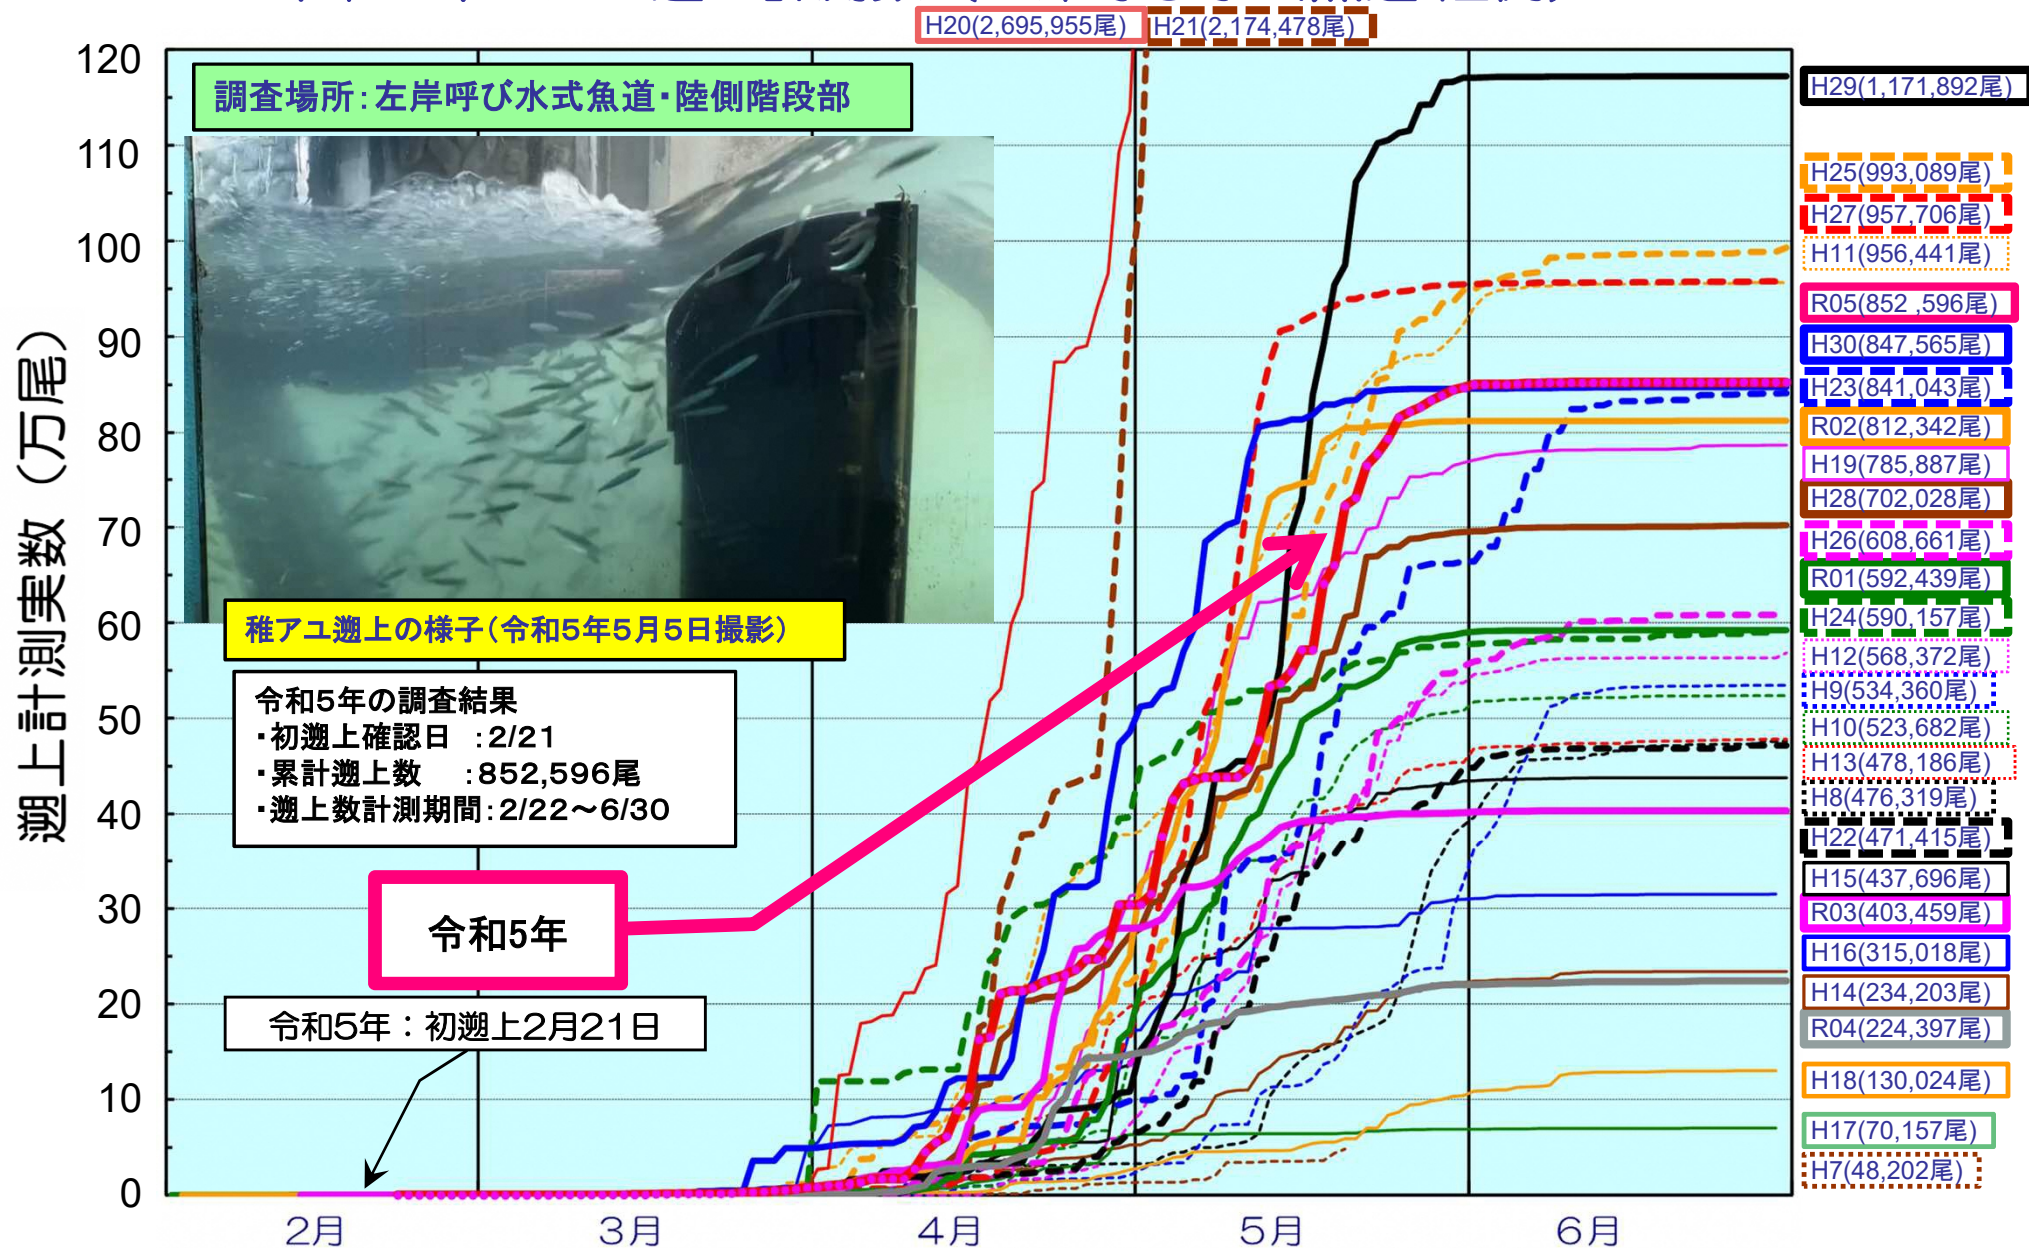 H20(2,695,955尾)
H21(2,174,478尾)
120
110
100
90
80
70
60
50
40
30
20
10
0
遡上計測実数（万尾）
調査場所：左岸呼び水式魚道・陸側階段部
稚アユ遡上の様子（令和5年5月5日撮影）
令和5年の調査結果
・初遡上確認日　：2/21
・累計遡上数　　：852,596尾
・遡上数計測期間：2/22～6/30
令和5年
令和5年：初遡上2月21日
2月
3月
4月
5月
6月
H29(1,171,892尾)
H25(993,089尾)
H27(957,706尾)
H11(956,441尾)
R05(852 ,596尾)
H30(847,565尾)
H23(841,043尾)
R02(812,342尾)
H19(785,887尾)
H28(702,028尾)
H26(608,661尾)
R01(592,439尾)
H24(590,157尾)
H12(568,372尾)
H9(534,360尾)
H10(523,682尾)
H13(478,186尾)
H8(476,319尾)
H22(471,415尾)
H15(437,696尾)
R03(403,459尾)
H16(315,018尾)
H14(234,203尾)
R04(224,397尾)
H18(130,024尾)
H17(70,157尾)
H7(48,202尾)